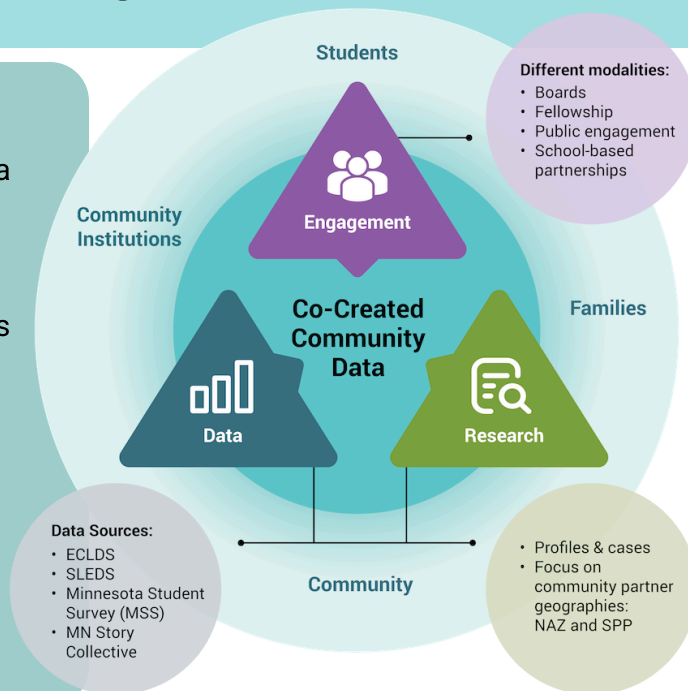 Students
Different modalities:
• Boards
• Fellowship
• Public engagement
• School-based
partnerships
a
Engagement
Community
Institutions
s
Families
Co-Created
Community
Data
Data
Research
Data Sources:
• ECLDS
• SLEDS
• Minnesota Student
Survey (MSS)
• MN Story
Collective
Community
• Profiles & cases
• Focus on
community partner
geographies:
NAZ and SPP